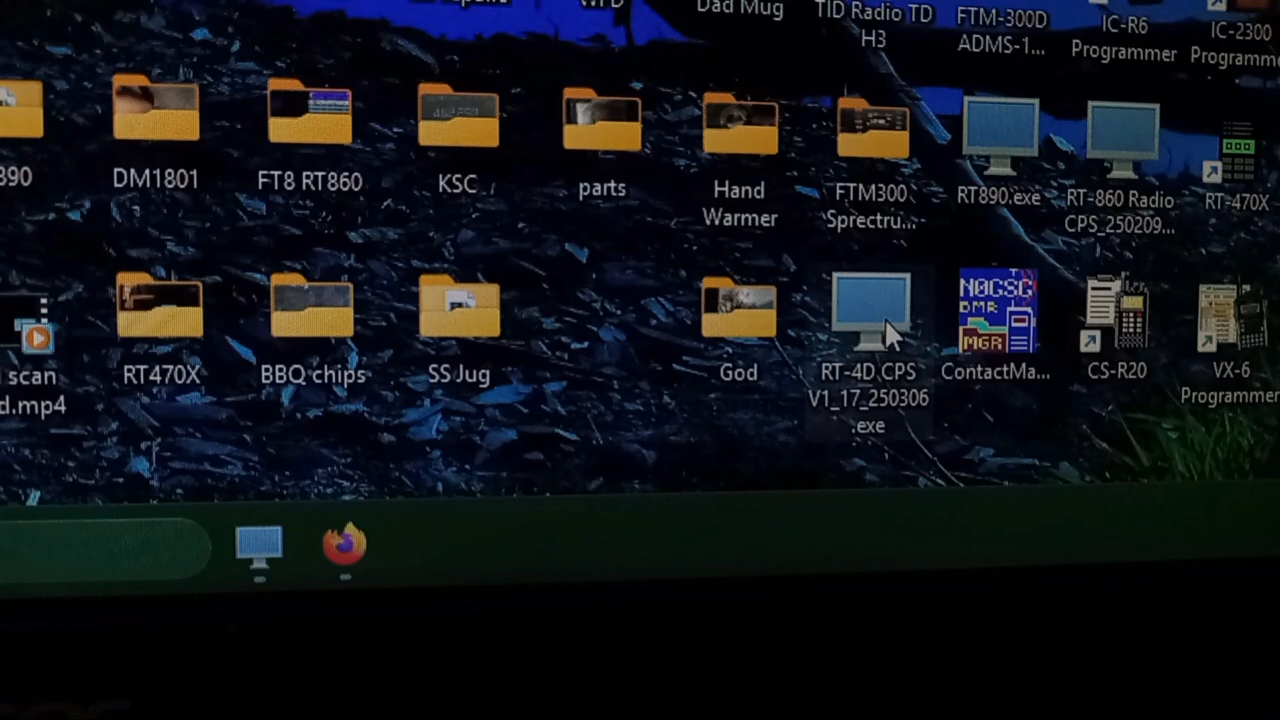 Dad Mug
TID Radio TD
H3
FTM-300D
ADMS-1...
IC-R6
Programmer
IC-2300
Programme
390
DM1801
FT8 RT860
KSC
parts
Hand
Warmer
FTM300
Sprectru...
RT890.exe
RT-860 Radio
CPS_250209...
RT-470X
scan
d.mp4
RT470X
BBQ chips
SS Jug
God
RT-4D CPS
V1_17_250306
.exe
N0GSG
DMR
MGR
ContactMa...
CS-R20
VX-6
Programmer